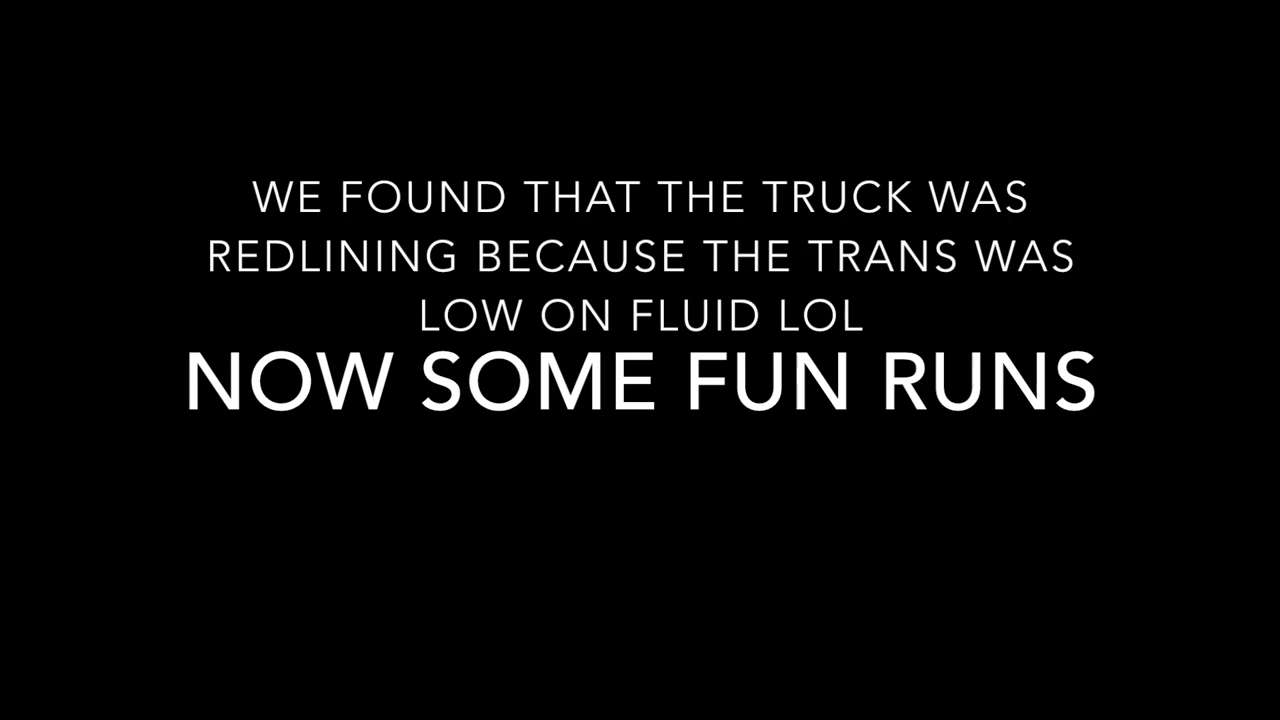 WE FOUND THAT THE TRUCK WAS
REDLINING BECAUSE THE TRANS WAS
LOW ON FLUID LOL
NOW SOME FUN RUNS